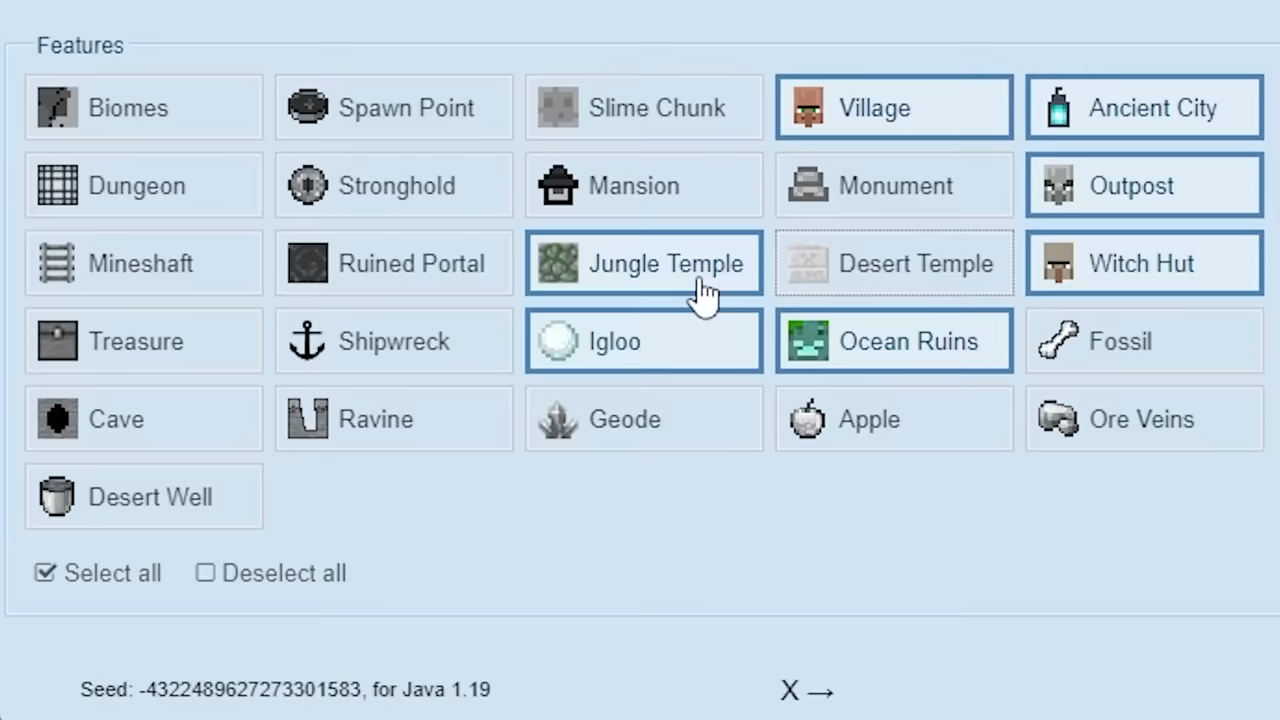 Features
Biomes
Spawn Point
Slime Chunk
Village
Ancient City
Dungeon
Stronghold
Mansion
Monument
Outpost
Mineshaft
Ruined Portal
Jungle Temple
Desert Temple
Witch Hut
Treasure
Shipwreck
Igloo
Ocean Ruins
Fossil
Cave
Ravine
Geode
Apple
Ore Veins
Desert Well
Select all
Deselect all
Seed: -4322489627273301583, for Java 1.19
X →